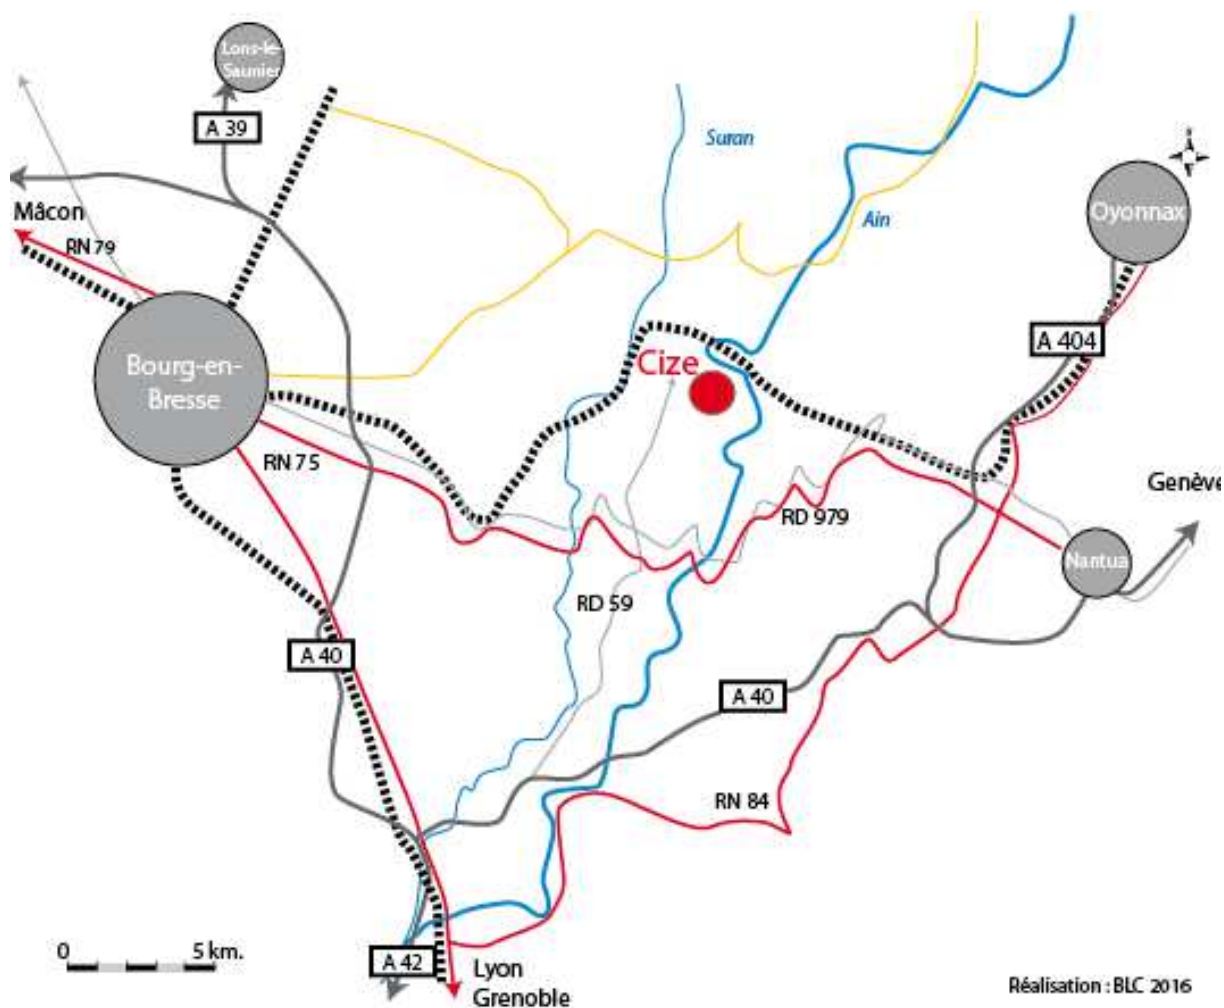 Lons-le-
Saunier
A 39
Suran
Mâcon
RN 79
Ain
Oyonnax
A 404
Bourg-en-
Bresse
Cize
RN 75
Genève
RD 979
Nantua
RD 59
A 40
A 40
RN 84
0 5 km.
A 42
Lyon
Grenoble
Réalisation : BLC 2016